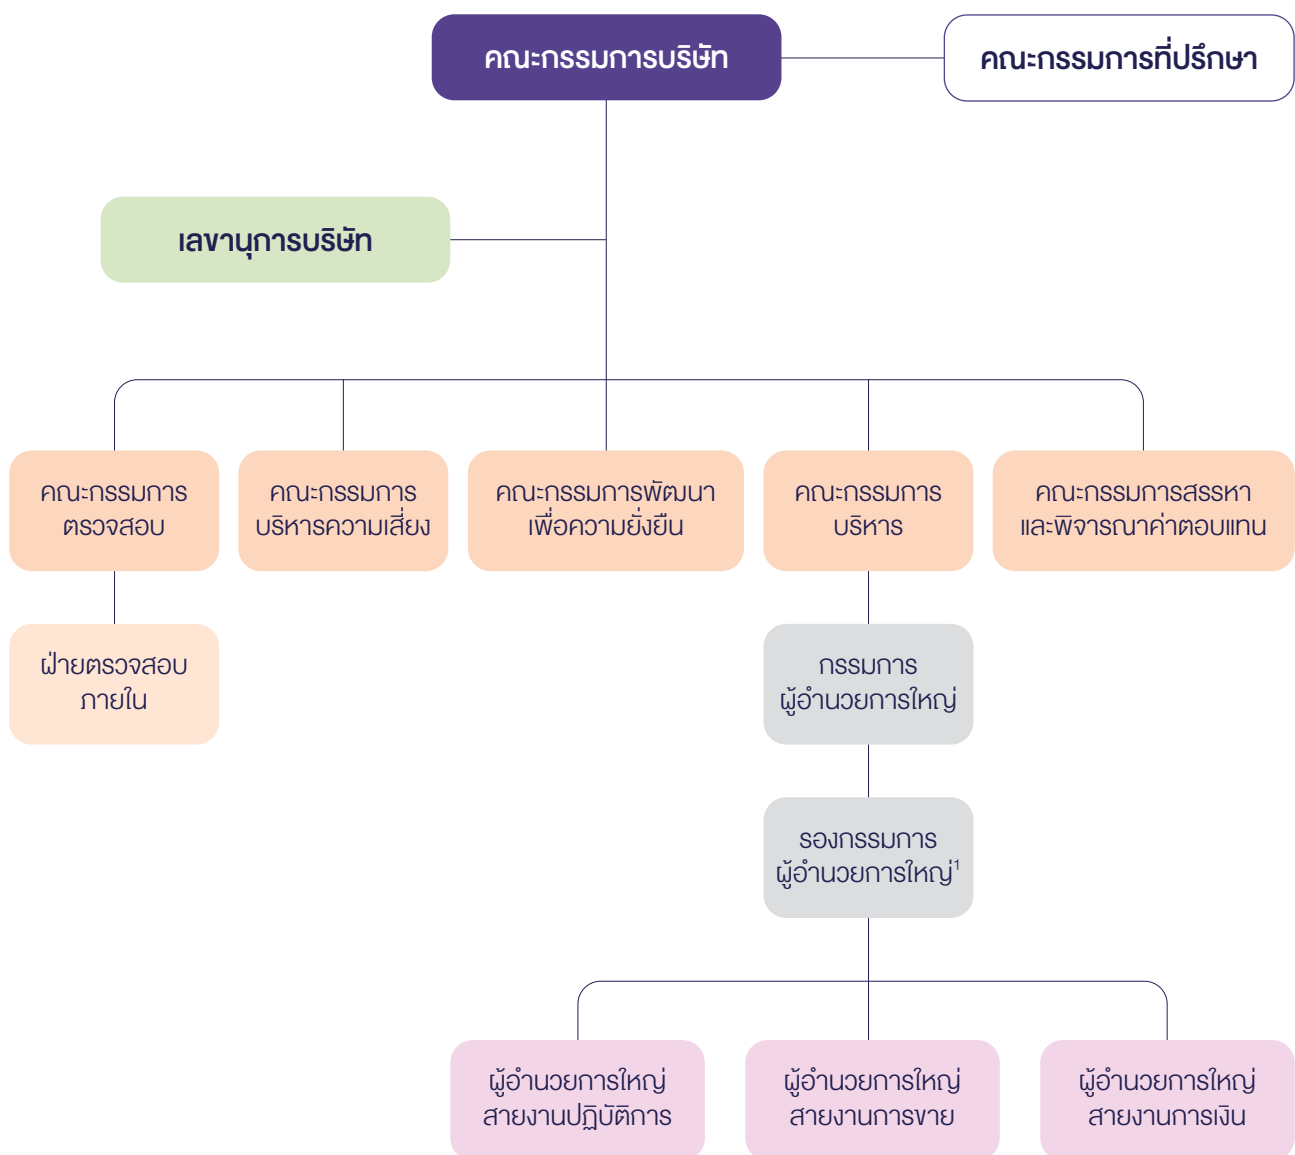 คณะกรรมการบริษัท
คณะกรรมการที่ปรึกษา
เลขานุการบริษัท
คณะกรรมการ
ตรวจสอบ
คณะกรรมการ
บริหารความเสี่ยง
คณะกรรมการพัฒนา
เพื่อความยั่งยืน
คณะกรรมการ
บริหาร
คณะกรรมการสรรหา
และพิจารณาค่าตอบแทน
ฝ่ายตรวจสอบ
ภายใน
กรรมการ
ผู้อำนวยการใหญ่
รองกรรมการ
ผู้อำนวยการใหญ่¹
ผู้อำนวยการใหญ่
สายงานปฏิบัติการ
ผู้อำนวยการใหญ่
สายงานการขาย
ผู้อำนวยการใหญ่
สายงานการเงิน